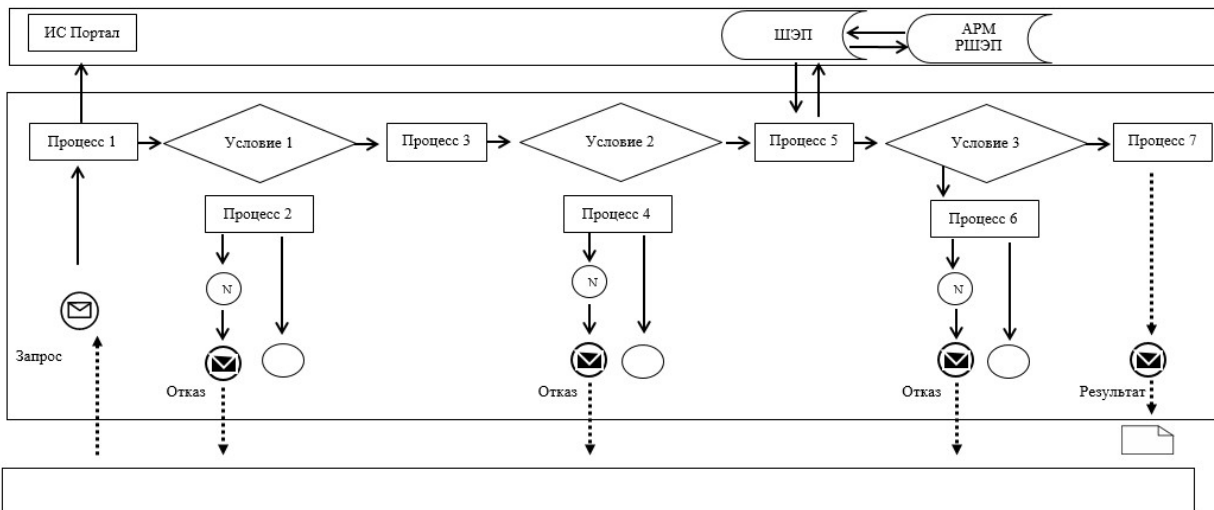 ИС Портал
ШЭП
АРМ
РШЭП
Процесс 1
Условие 1
Процесс 3
Условие 2
Процесс 5
Условие 3
Процесс 7
Процесс 2
Процесс 4
Процесс 6
N
N
N
Запрос
Отказ
Отказ
Отказ
Результат